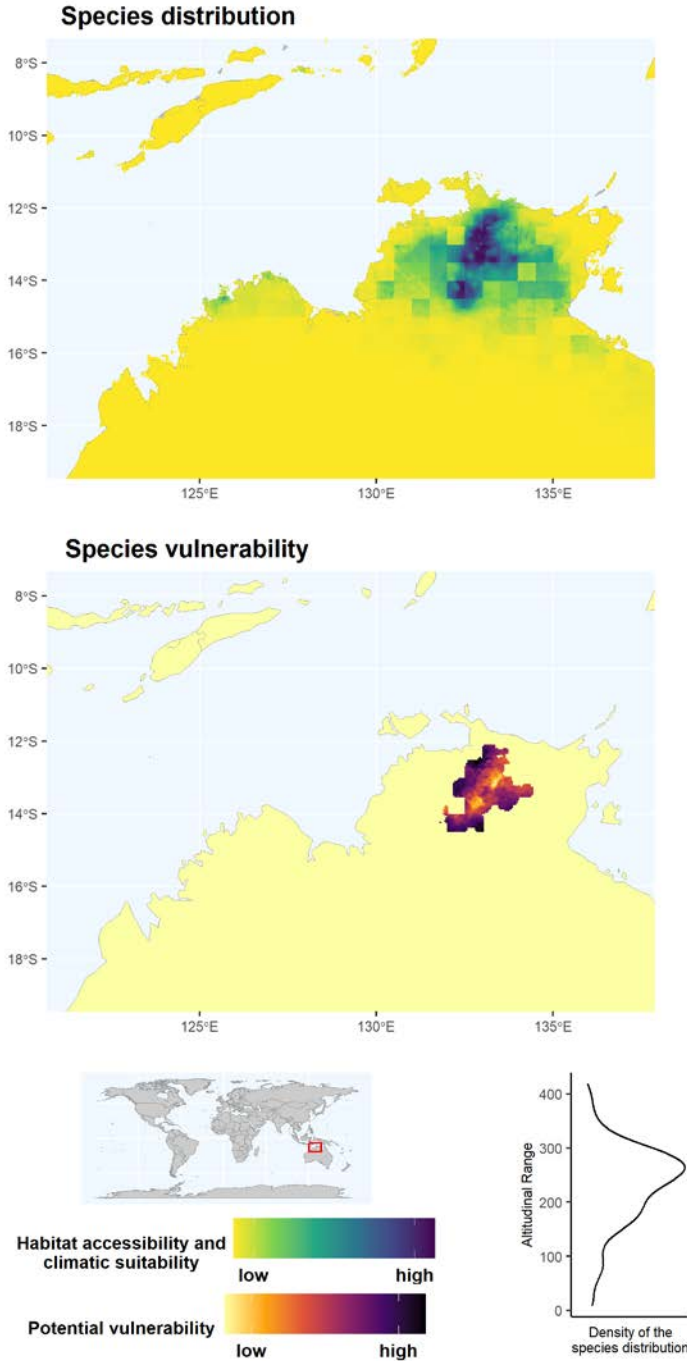 Species distribution
8°S
10°S
12°S
14°S
16°S
18°S
125°E
130°E
135°E
Species vulnerability
8°S
10°S
12°S
14°S
16°S
18°S
125°E
130°E
135°E
Habitat accessibility and
climatic suitability
low
high
Potential vulnerability
low
high
Altitudinal Range
400
300
200
100
0
Density of the
species distribution